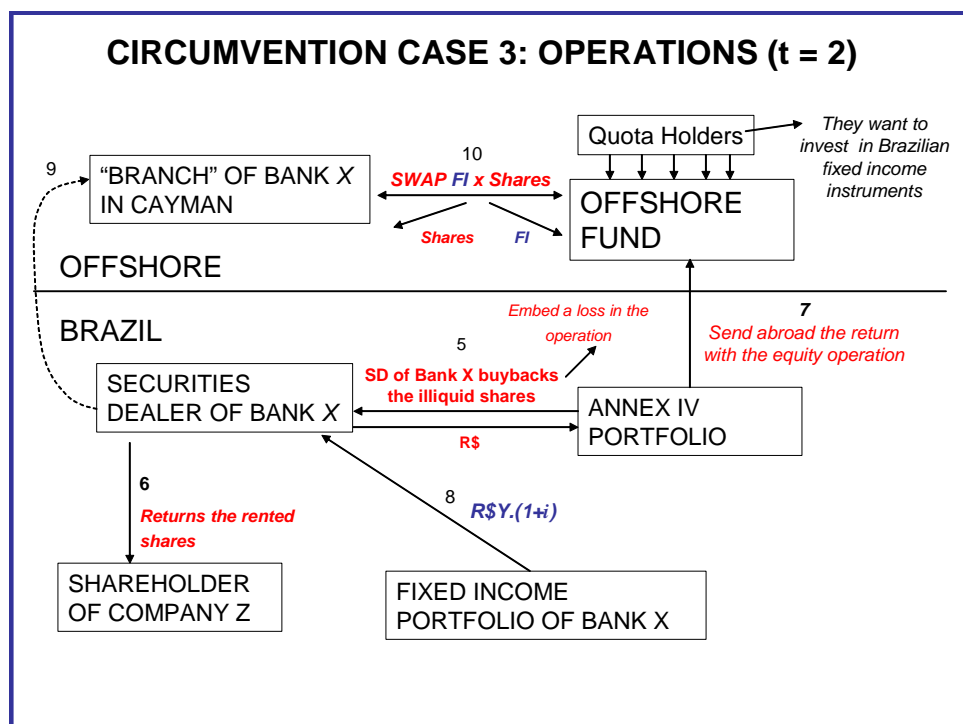 CIRCUMVENTION CASE 3: OPERATIONS (t = 2)
Quota Holders
They want to
invest in Brazilian
fixed income
instruments
9
"BRANCH" OF BANK X
IN CAYMAN
10
SWAP FI x Shares
Shares
FI
OFFSHORE
FUND
OFFSHORE
BRAZIL
Embed a loss in the
operation
7
Send abroad the return
with the equity operation
5
SD of Bank X buybacks
the illiquid shares
SECURITIES
DEALER OF BANK X
R$
ANNEX IV
PORTFOLIO
6
Returns the rented
shares
8
R$Y.(1+i)
SHAREHOLDER
OF COMPANY Z
FIXED INCOME
PORTFOLIO OF BANK X